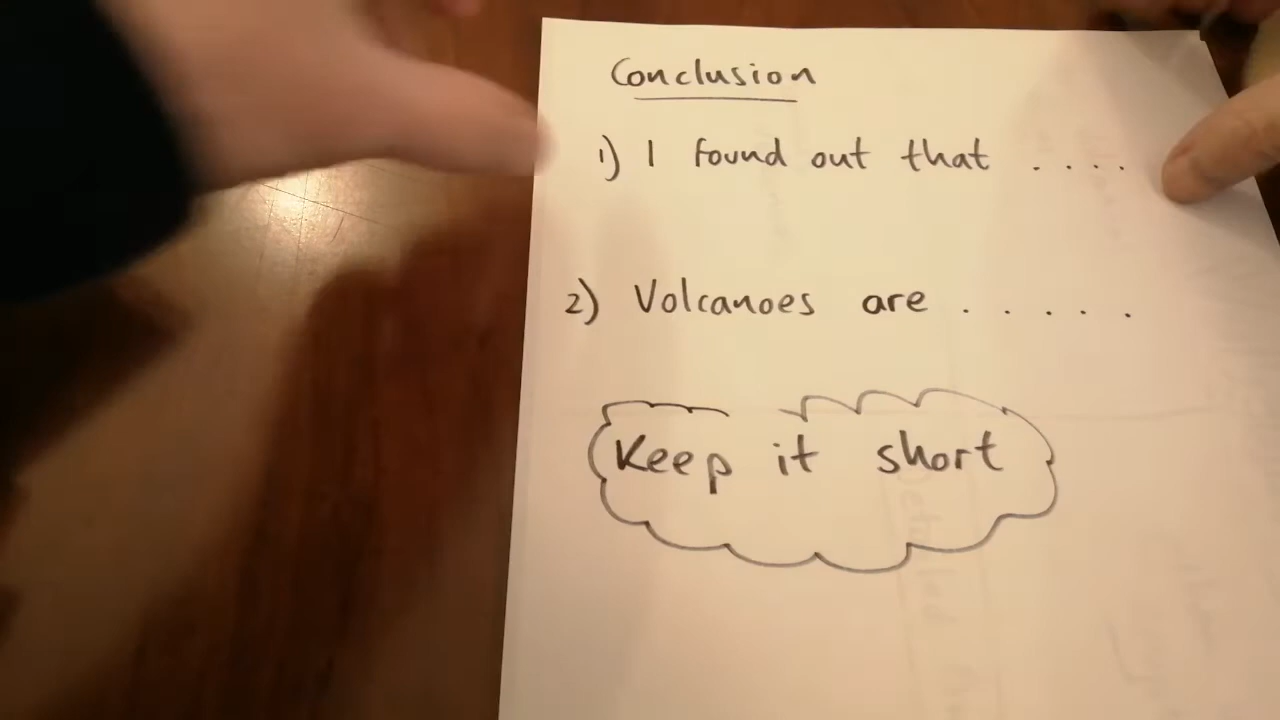 Conclusion
1) I found out that ....
2) Volcanoes are ......
Keep it short